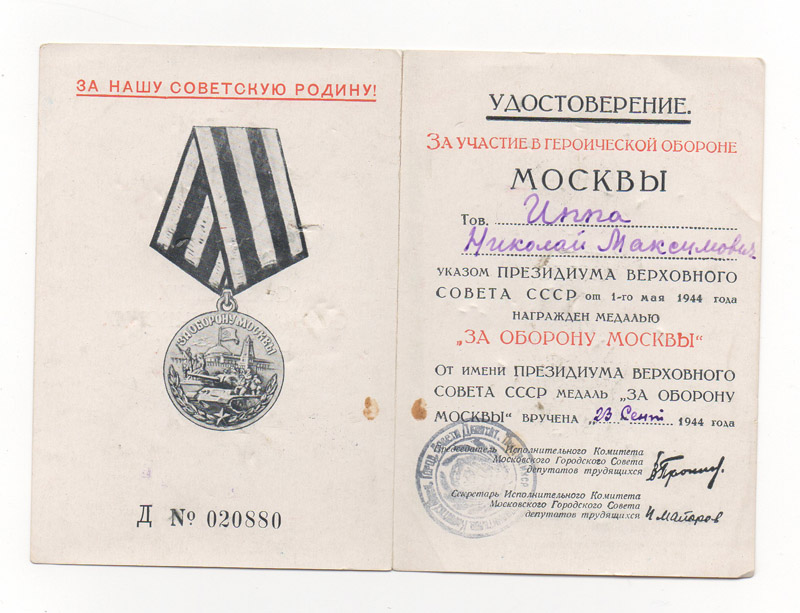 ЗА НАШУ СОВЕТСКУЮ РОДИНУ!
ЗА ОБОРОНУ МОСКВЫ
Д № 020880
УДОСТОВЕРЕНИЕ.
ЗА УЧАСТИЕ В ГЕРОИЧЕСКОЙ ОБОРОНЕ
МОСКВЫ
Тов. Иппа
Николай Максимович
УКАЗОМ ПРЕЗИДИУМА ВЕРХОВНОГО
СОВЕТА СССР от 1-го мая 1944 года
НАГРАЖДЕН МЕДАЛЬЮ
„ЗА ОБОРОНУ МОСКВЫ“
ОТ ИМЕНИ ПРЕЗИДИУМА ВЕРХОВНОГО
СОВЕТА СССР МЕДАЛЬ „ЗА ОБОРОНУ
МОСКВЫ“ ВРУЧЕНА „23 Сент 1944 года
Председатель Исполнительного Комитета
Московского Городского Совета
депутатов трудящихся
Секретарь Исполнительного Комитета
Московского Городского Совета
депутатов трудящихся